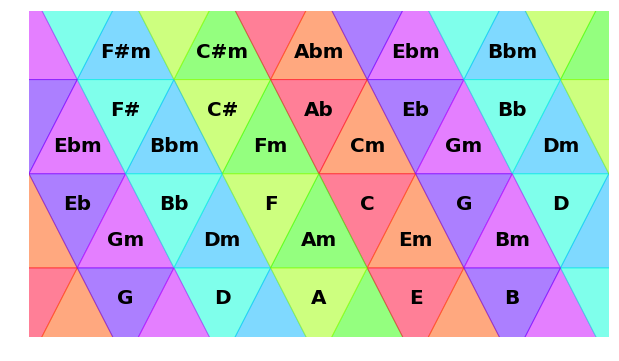 F#m C#m Abm Ebm Bbm
F# C# Ab Eb Bb
Ebm Bbm Fm Cm Gm Dm
Eb Bb F C G D
Gm Dm Am Em Bm
G D A E B